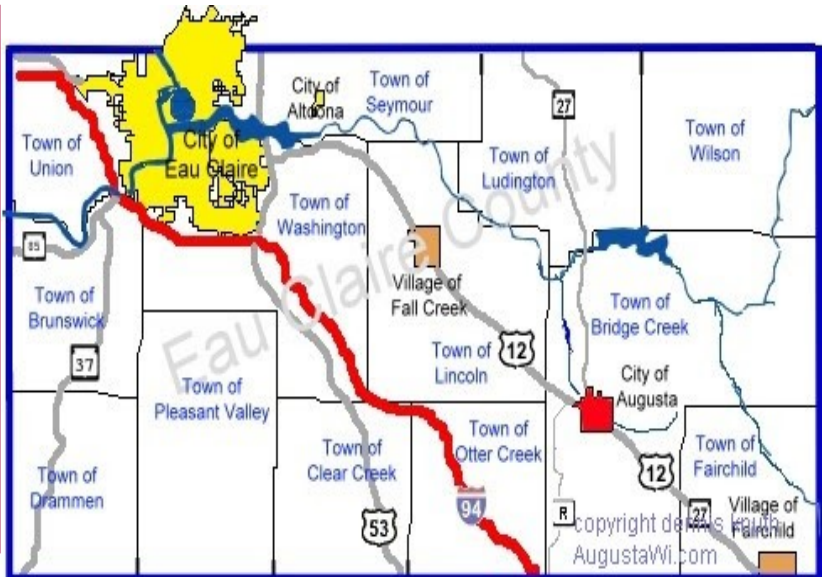 City of
Altoona
Town of
Seymour
27
Town of
Union
City of
Eau Claire
Town of
Ludington
Town of
Wilson
Town of
Washington
85
Village of
Fall Creek
Town of
Brunswick
Town of
Bridge Creek
Eau Claire County
12
Town of
Lincoln
37
City of
Augusta
Town of
Pleasant Valley
Town of
Drammen
Town of
Clear Creek
Town of
Otter Creek
Town of
Fairchild
12
94
53
R
27
Village of
Fairchild
copyright dennis
AugustaWi.com